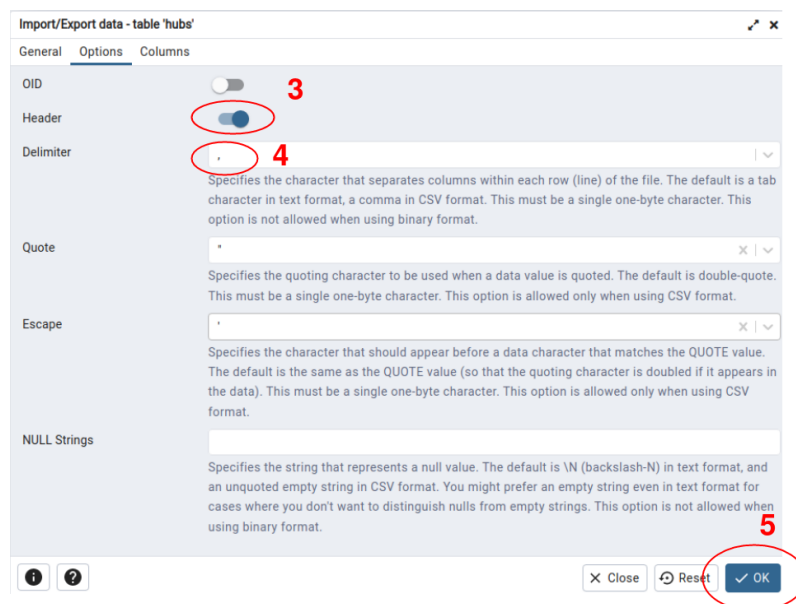 Import/Export data - table 'hubs'
General Options Columns
OID
3
Header
Delimiter
,
4
Specifies the character that separates columns within each row (line) of the file. The default is a tab
character in text format, a comma in CSV format. This must be a single one-byte character. This
option is not allowed when using binary format.
Quote
"
Specifies the quoting character to be used when a data value is quoted. The default is double-quote.
This must be a single one-byte character. This option is allowed only when using CSV format.
Escape
'
Specifies the character that should appear before a data character that matches the QUOTE value.
The default is the same as the QUOTE value (so that the quoting character is doubled if it appears in
the data). This must be a single one-byte character. This option is allowed only when using CSV
format.
NULL Strings
Specifies the string that represents a null value. The default is \N (backslash-N) in text format, and
an unquoted empty string in CSV format. You might prefer an empty string even in text format for
cases where you don't want to distinguish nulls from empty strings. This option is not allowed when
using binary format.
5
Close Reset OK